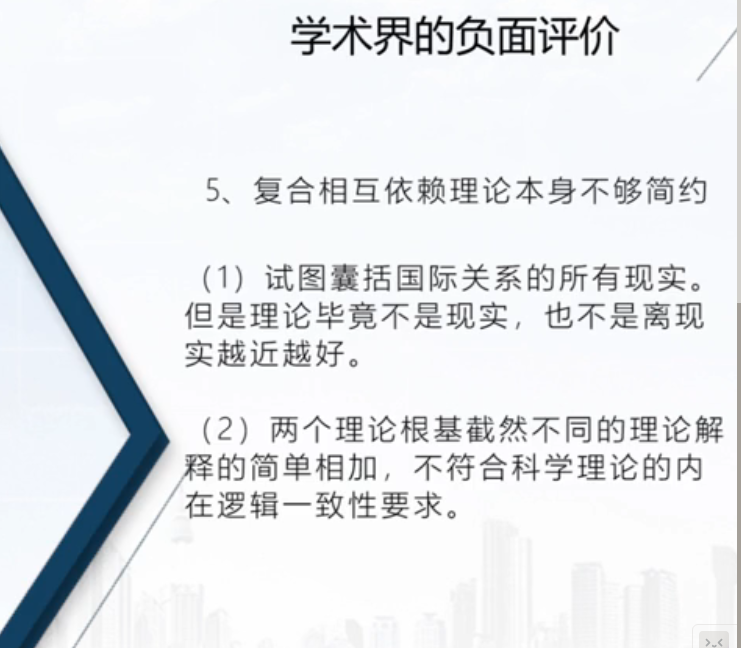 学术界的负面评价
5、复合相互依赖理论本身不够简约
（1）试图囊括国际关系的所有现实。
但是理论毕竟不是现实，也不是离现
实越近越好。
（2）两个理论根基截然不同的理论解
释的简单相加，不符合科学理论的内
在逻辑一致性要求。